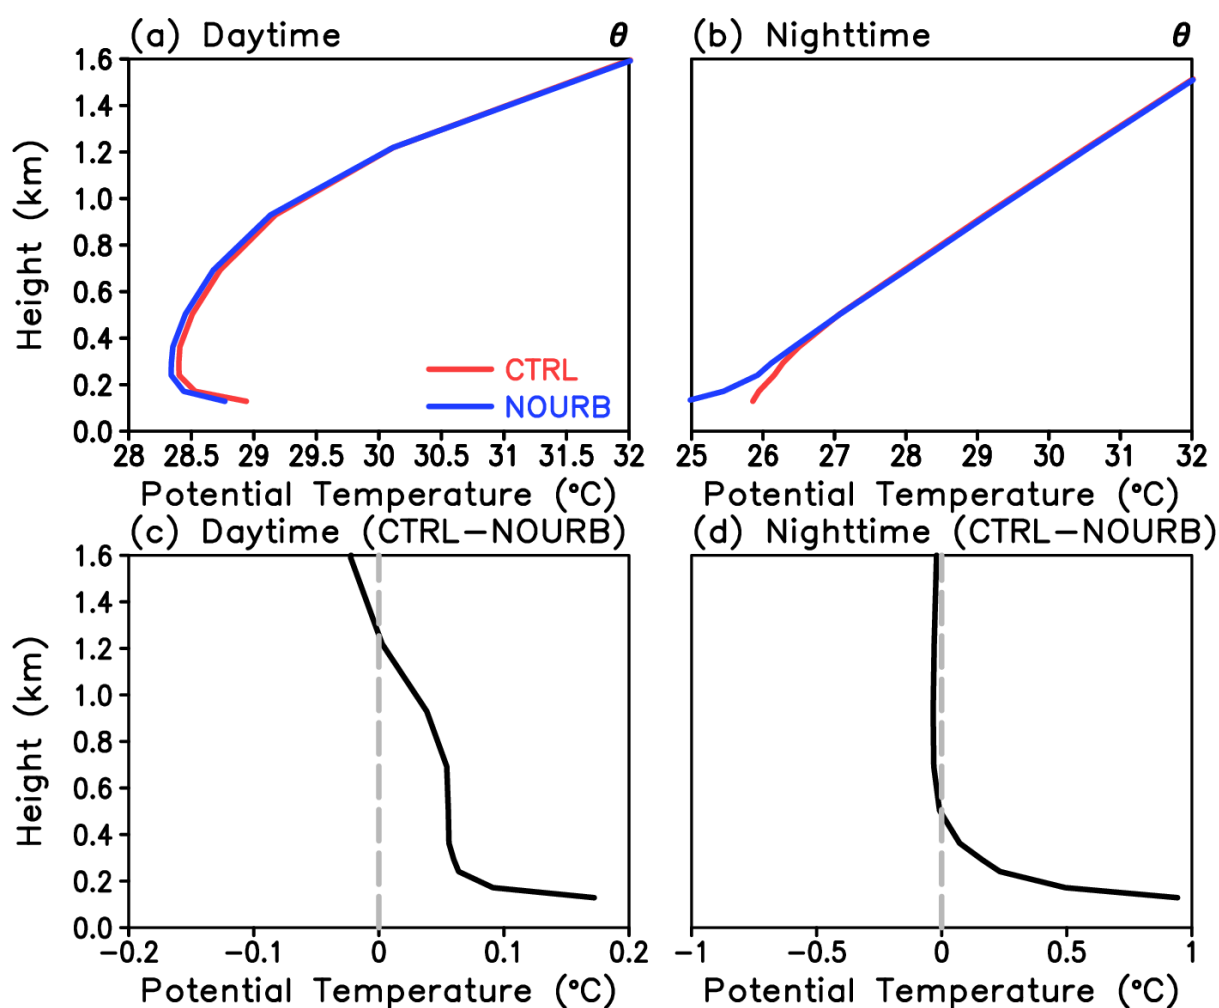 (a) Daytime θ
(b) Nighttime θ
Height (km)
1.6
1.4
1.2
1.0
0.8
0.6
0.4
0.2
0.0
CTRL
NOURB
28 28.5 29 29.5 30 30.5 31 31.5 32
25 26 27 28 29 30 31 32
Potential Temperature (°C)
Potential Temperature (°C)
(c) Daytime (CTRL−NOURB)
(d) Nighttime (CTRL−NOURB)
Height (km)
1.6
1.4
1.2
1.0
0.8
0.6
0.4
0.2
0.0
−0.2 −0.1 0 0.1 0.2
−1 −0.5 0 0.5 1
Potential Temperature (°C)
Potential Temperature (°C)